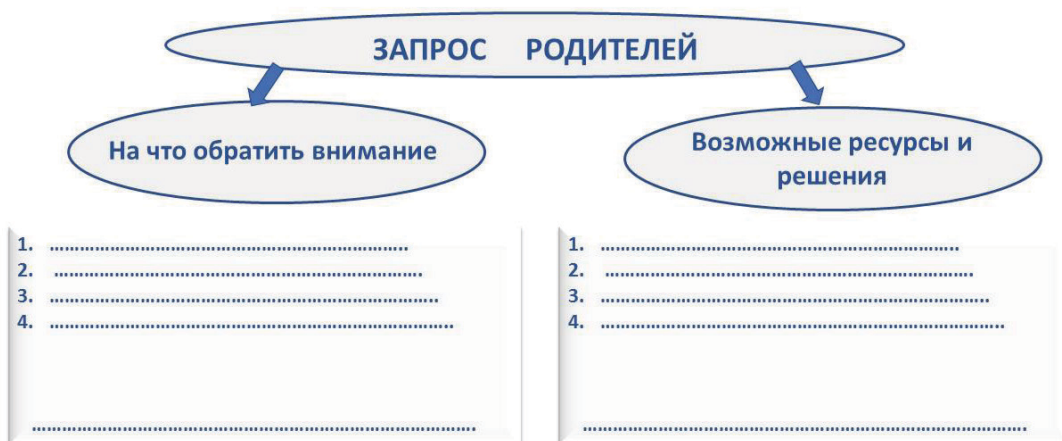 ЗАПРОС РОДИТЕЛЕЙ
На что обратить внимание
Возможные ресурсы и
решения
1. ……………………………………………………………..
2. ……………………………………………………………….
3. …………………………………………………………………..
4. ……………………………………………………………………..
…………………………………………………………………………….
1. ……………………………………………………………..
2. ……………………………………………………………….
3. …………………………………………………………………..
4. ……………………………………………………………………..
…………………………………………………………………………….